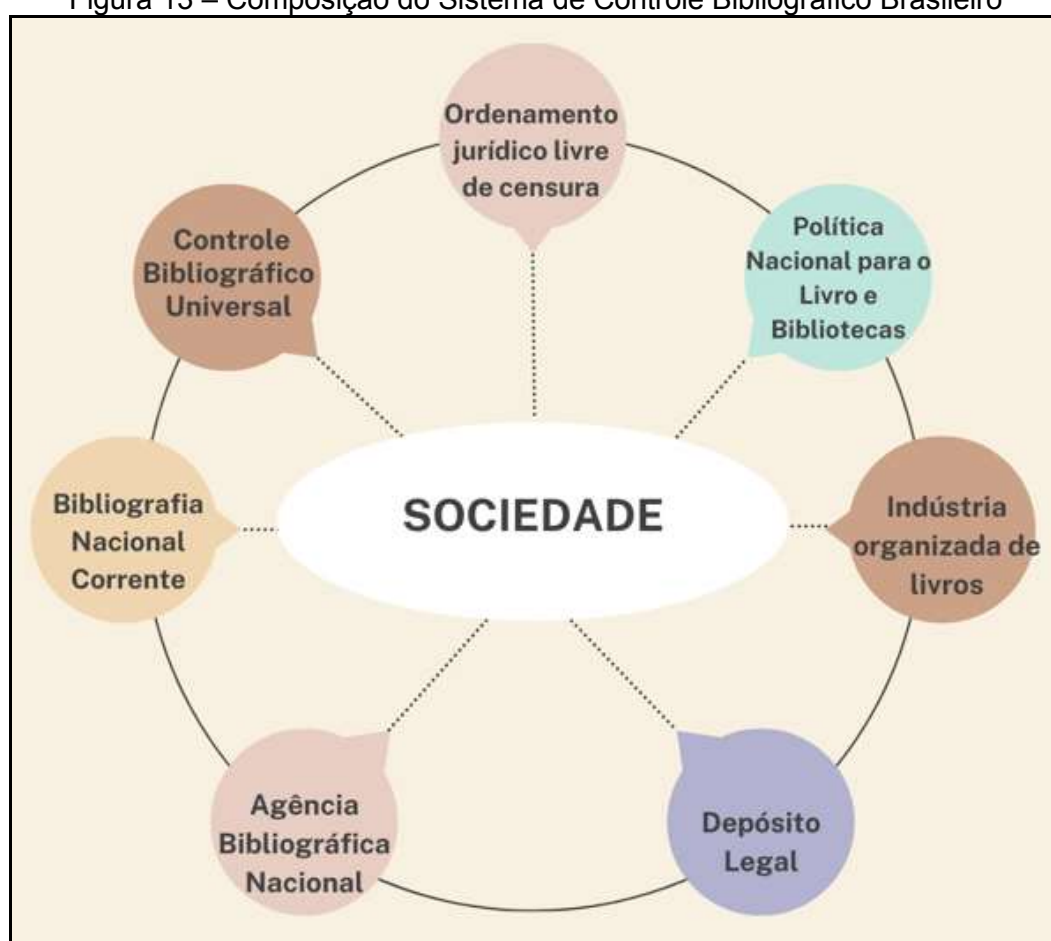 Figura 13 – Composição do Sistema de Controle Bibliográfico Brasileiro
Ordenamento
jurídico livre
de censura
Política
Nacional para o
Livro e
Bibliotecas
Indústria
organizada de
livros
Depósito
Legal
Agência
Bibliográfica
Nacional
Bibliografia
Nacional
Corrente
Controle
Bibliográfico
Universal
SOCIEDADE